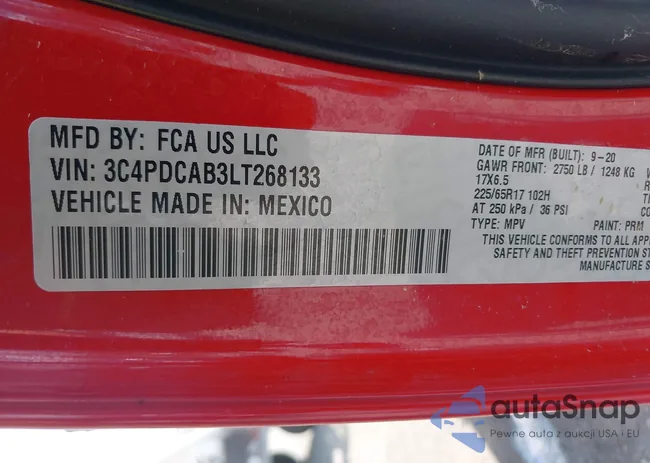 MFD BY: FCA US LLC
VIN: 3C4PDCAB3LT268133
VEHICLE MADE IN: MEXICO
DATE OF MFR (BUILT): 9-20
GAWR FRONT: 2750 LB / 1248 KG
17X6.5
225/65R17 102H
AT 250 kPa / 36 PSI
TYPE: MPV PAINT: PRM
THIS VEHICLE CONFORMS TO ALL APP
SAFETY AND THEFT PREVENTION ST
MANUFACTURE S
autaSnap
Pewne auta z aukcji USA i EU